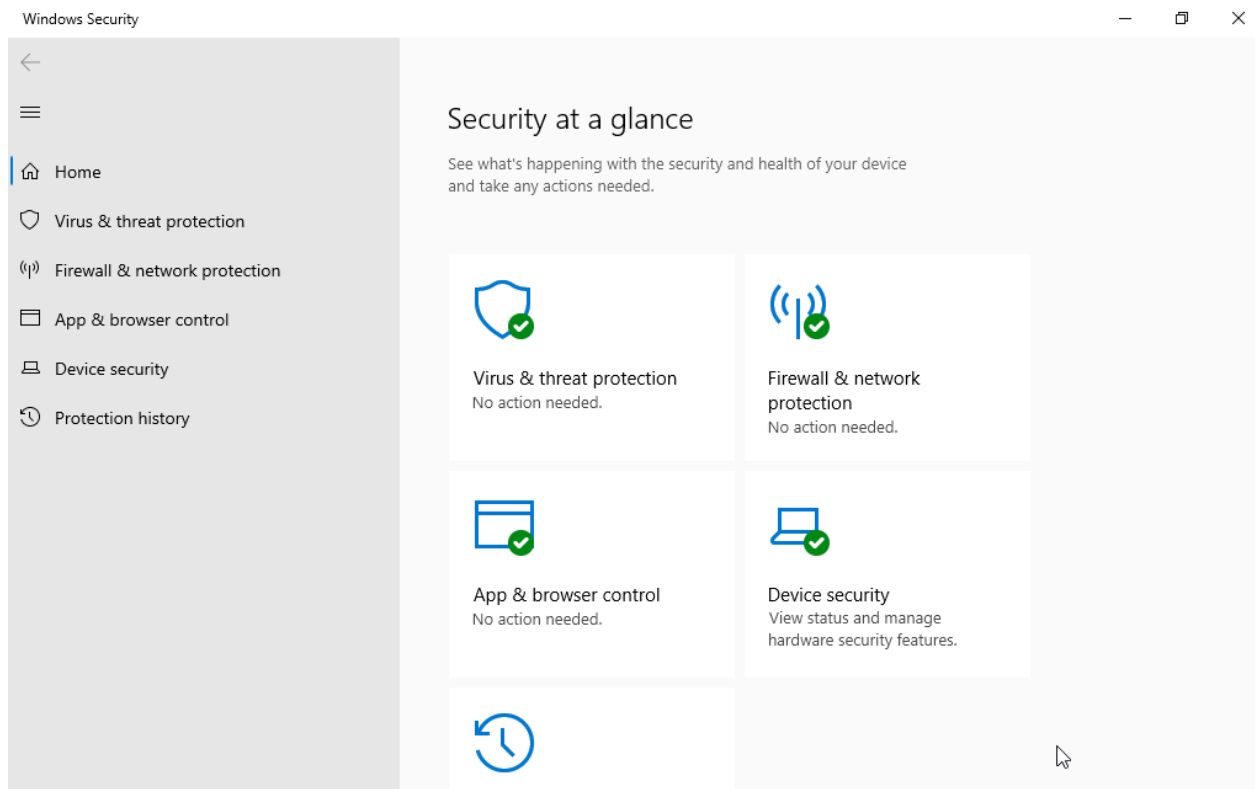 Windows Security
Home
Virus & threat protection
Firewall & network protection
App & browser control
Device security
Protection history
Security at a glance
See what's happening with the security and health of your device
and take any actions needed.
Virus & threat protection
No action needed.
Firewall & network
protection
No action needed.
App & browser control
No action needed.
Device security
View status and manage
hardware security features.